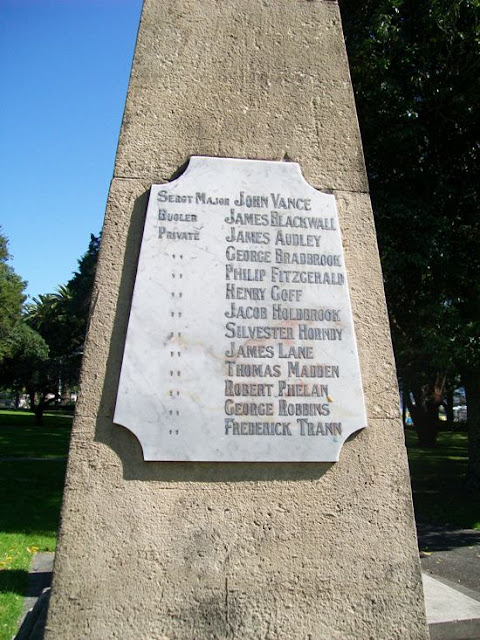 Sergt Major John Vance
Bugler James Blackwall
Private James Audley
" George Bradbrook
" Philip Fitzgerald
" Henry Goff
" Jacob Holdbrook
" Silvester Hornby
" James Lane
" Thomas Madden
" Robert Phelan
" George Robbins
" Frederick Trann